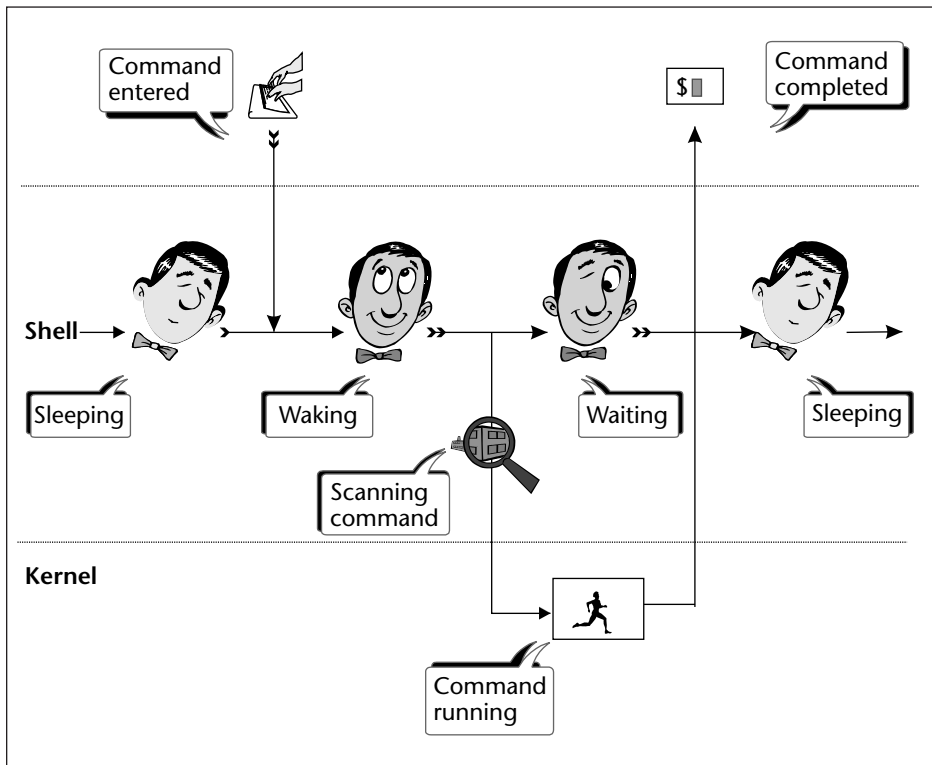 Command
entered
$
Command
completed
Shell
Sleeping
Waking
Waiting
Sleeping
Scanning
command
Kernel
Command
running